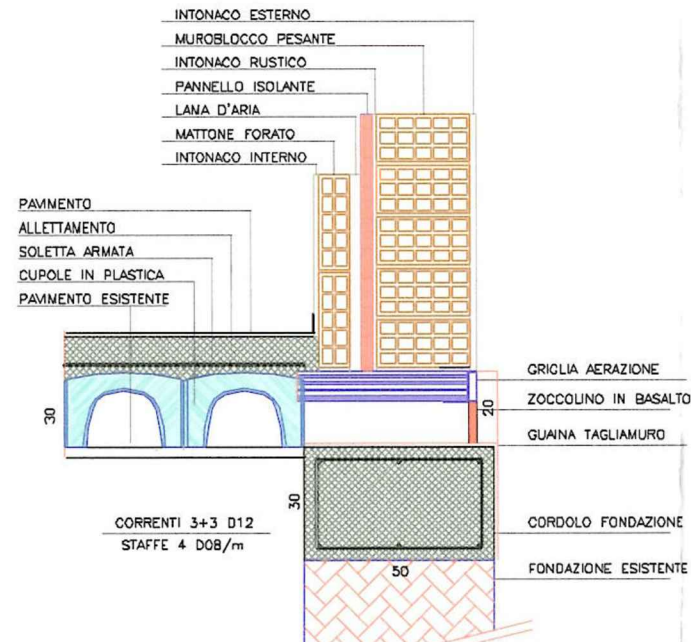 INTONACO ESTERNO
MUROBLOCCO PESANTE
INTONACO RUSTICO
PANNELLO ISOLANTE
LAMA D'ARIA
MATTONE FORATO
INTONACO INTERNO
PAVIMENTO
ALLETTAMENTO
SOLETTA ARMATA
CUPOLE IN PLASTICA
PAVIMENTO ESISTENTE
GRIGLIA AERAZIONE
ZOCCOLINO IN BASALTO
20
30
GUAINA TAGLIAMURO
30
CORRENTI 3+3 D12
STAFFE 4 D08/m
CORDOLO FONDAZIONE
50
FONDAZIONE ESISTENTE